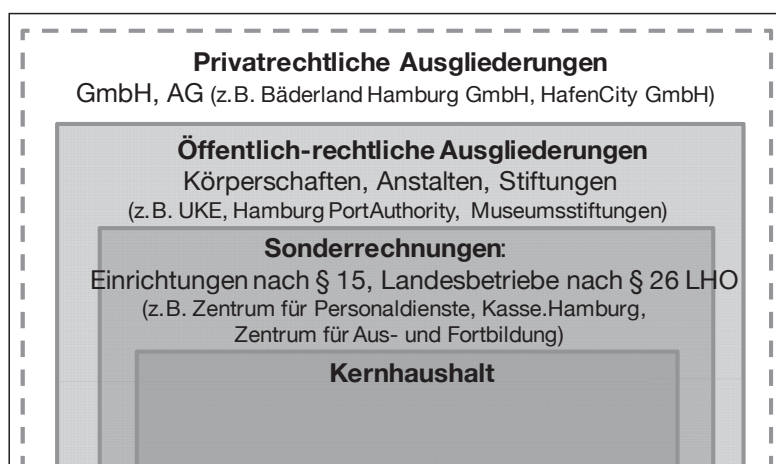 Privatrechtliche Ausgliederungen
GmbH, AG (z.B. Bäderland Hamburg GmbH, HafenCity GmbH)
Öffentlich-rechtliche Ausgliederungen
Körperschaften, Anstalten, Stiftungen
(z.B. UKE, Hamburg PortAuthority, Museumsstiftungen)
Sonderrechnungen:
Einrichtungen nach § 15, Landesbetriebe nach § 26 LHO
(z.B. Zentrum für Personaldienste, Kasse.Hamburg,
Zentrum für Aus- und Fortbildung)
Kernhaushalt